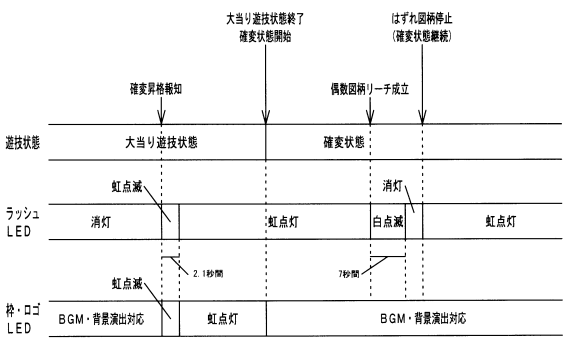 大当り遊技状態終了
確変状態開始
はずれ図柄停止
(確変状態継続)
確変昇格報知
偶数図柄リーチ成立
遊技状態
大当り遊技状態
確変状態
虹点滅
消灯
ラッシュ
LED
消灯
虹点灯
白点滅
虹点灯
2.1秒間
7秒間
虹点滅
枠・ロゴ
LED
BGM・背景演出対応
虹点灯
BGM・背景演出対応